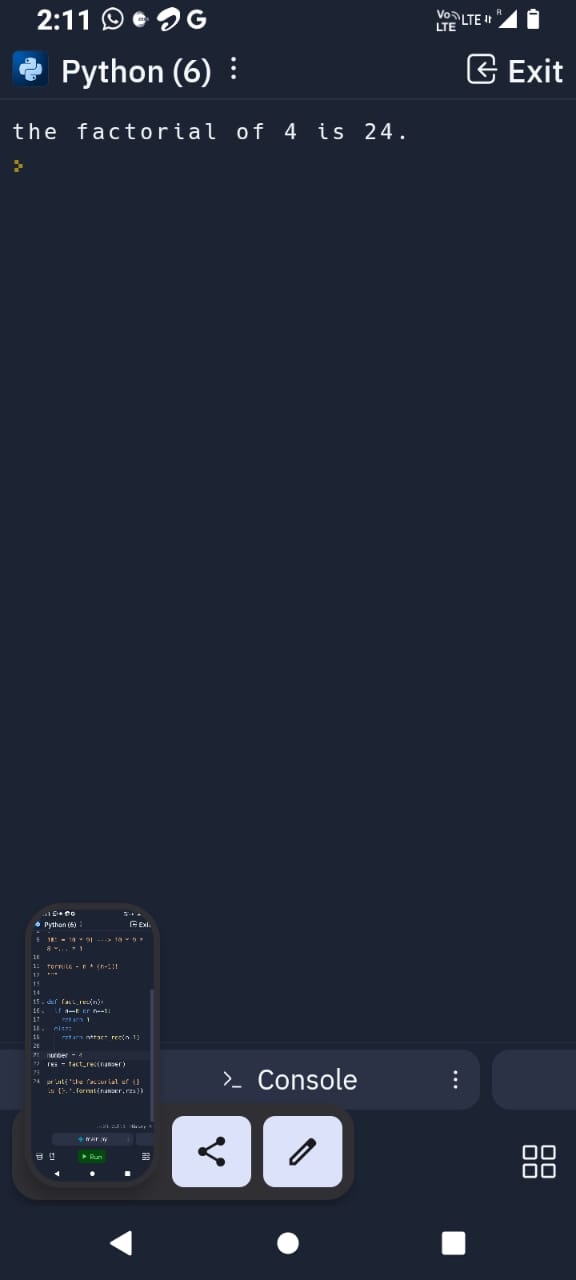 2:11 G Vo LTE LTE R
Python (6) Exit
the factorial of 4 is 24.
Python (6) Exit
9 10! = 10 * 9! ---> 10 * 9 *
10
11 formula - n * (n-1)!
12 """
13
14
15 def fact_rec(n):
16 if n==0 or n==1:
17 return 1
18 else:
19 return n*fact_rec(n-1)
20
21 number = 4
22 res = fact_rec(number)
23
24 print("the factorial of {}
is {}.".format(number,res))
main.py
Run
>_ Console